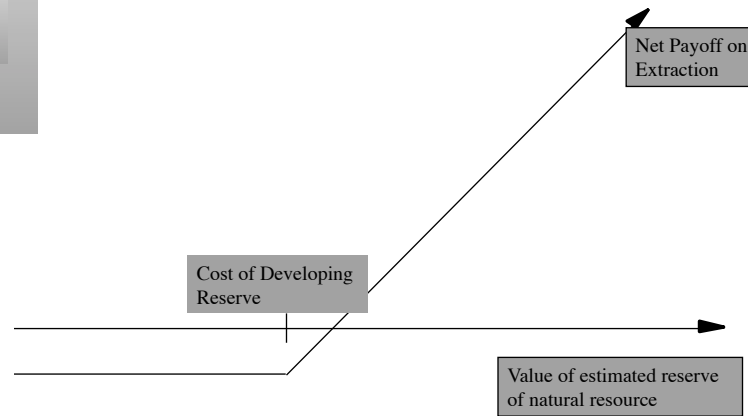 Net Payoff on
Extraction
Cost of Developing
Reserve
Value of estimated reserve
of natural resource